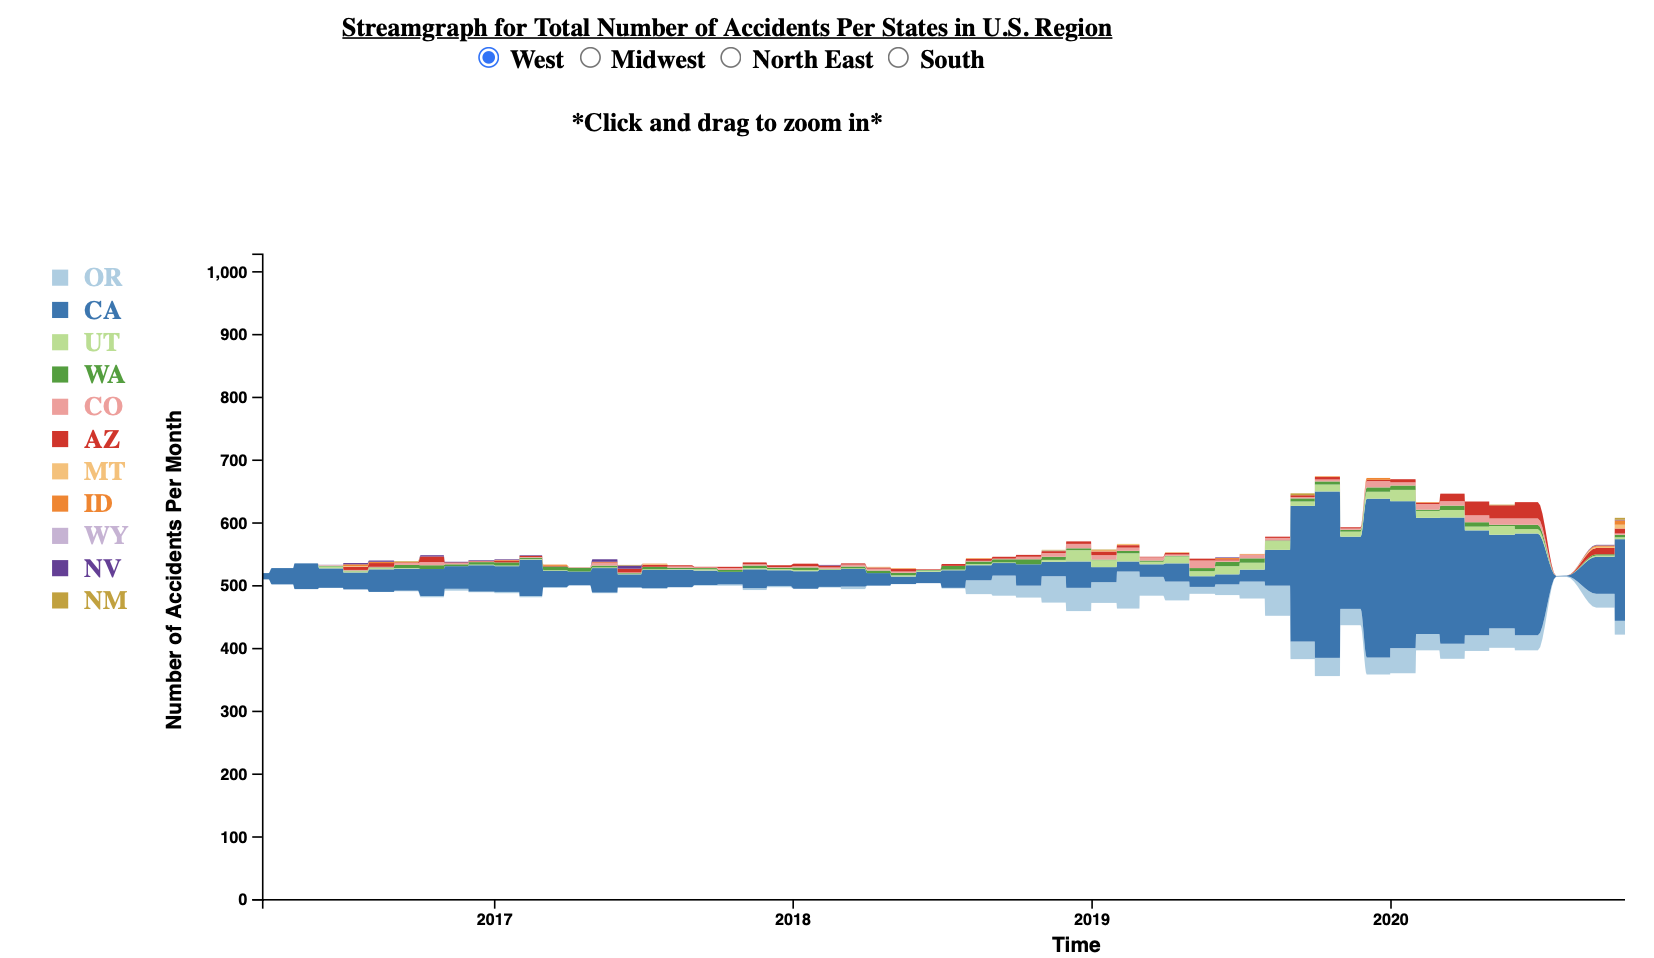 Streamgraph for Total Number of Accidents Per States in U.S. Region
West Midwest North East South
*Click and drag to zoom in*
OR
CA
UT
WA
CO
AZ
MT
ID
WY
NV
NM
Number of Accidents Per Month
1,000
900
800
700
600
500
400
300
200
100
0
2017 2018 2019 2020
Time